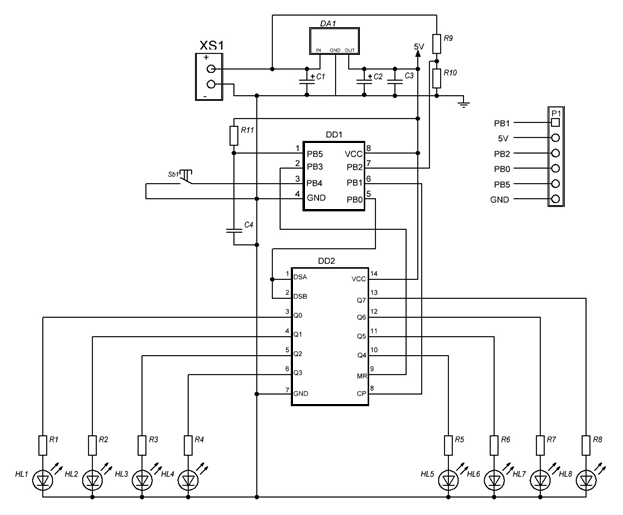 DA1
XS1
+
-
IN GND OUT
5V
R9
+ C1
+ C2
C3
R10
R11
DD1
1 PB5 VCC 8
2 PB3 PB2 7
3 PB4 PB1 6
4 GND PB0 5
Sb1
C4
P1
PB1
5V
PB2
PB0
PB5
GND
DD2
1 DSA VCC 14
2 DSB Q7 13
3 Q0 Q6 12
4 Q1 Q5 11
5 Q2 Q4 10
6 Q3 MR 9
7 GND CP 8
R1 R2 R3 R4 R5 R6 R7 R8
HL1 HL2 HL3 HL4 HL5 HL6 HL7 HL8